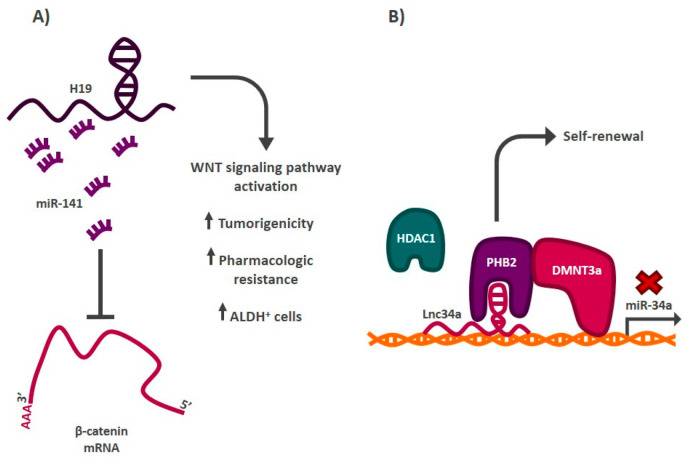 A)
H19
miR-141
AAA 3’
5’
β-catenin
mRNA
WNT signaling pathway
activation
Tumorigenicity
Pharmacologic
resistance
ALDH⁺ cells
B)
Self-renewal
HDAC1
PHB2
DMNT3a
Lnc34a
miR-34a